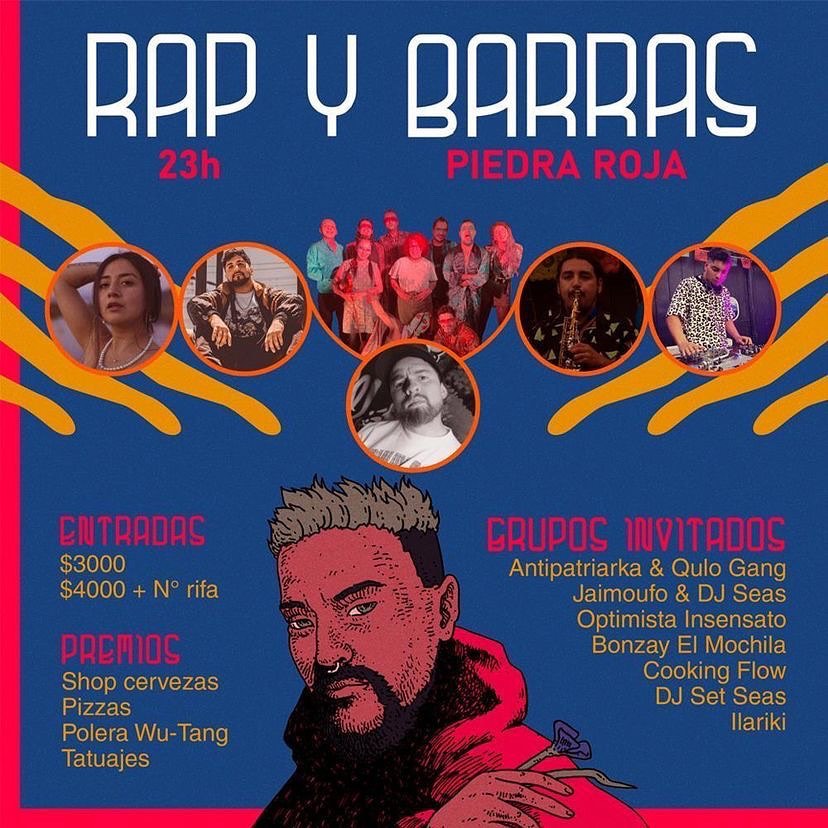 RAP Y BARRAS
23h
PIEDRA ROJA
ENTRADAS
$3000
$4000 + N° rifa
PREMIOS
Shop cervezas
Pizzas
Polera Wu-Tang
Tatuajes
GRUPOS INVITADOS
Antipatriarka & Qulo Gang
Jaimoufo & DJ Seas
Optimista Insensato
Bonzay El Mochila
Cooking Flow
DJ Set Seas
Ilariki